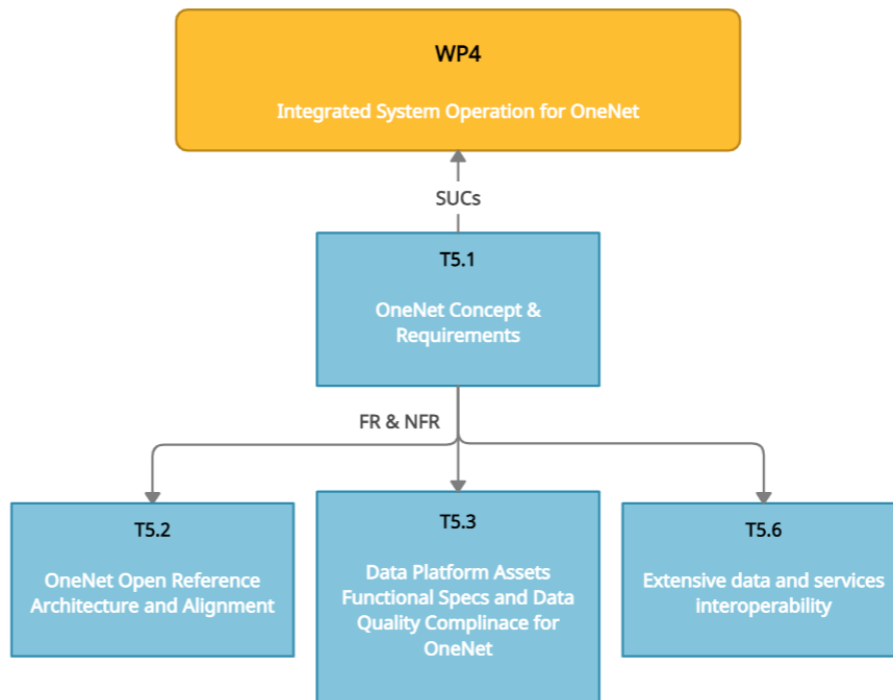 WP4
Integrated System Operation for OneNet
SUCs
T5.1
OneNet Concept &
Requirements
FR & NFR
T5.2
OneNet Open Reference
Architecture and Alignment
T5.3
Data Platform Assets
Functional Specs and Data
Quality Complinace for
OneNet
T5.6
Extensive data and services
interoperability